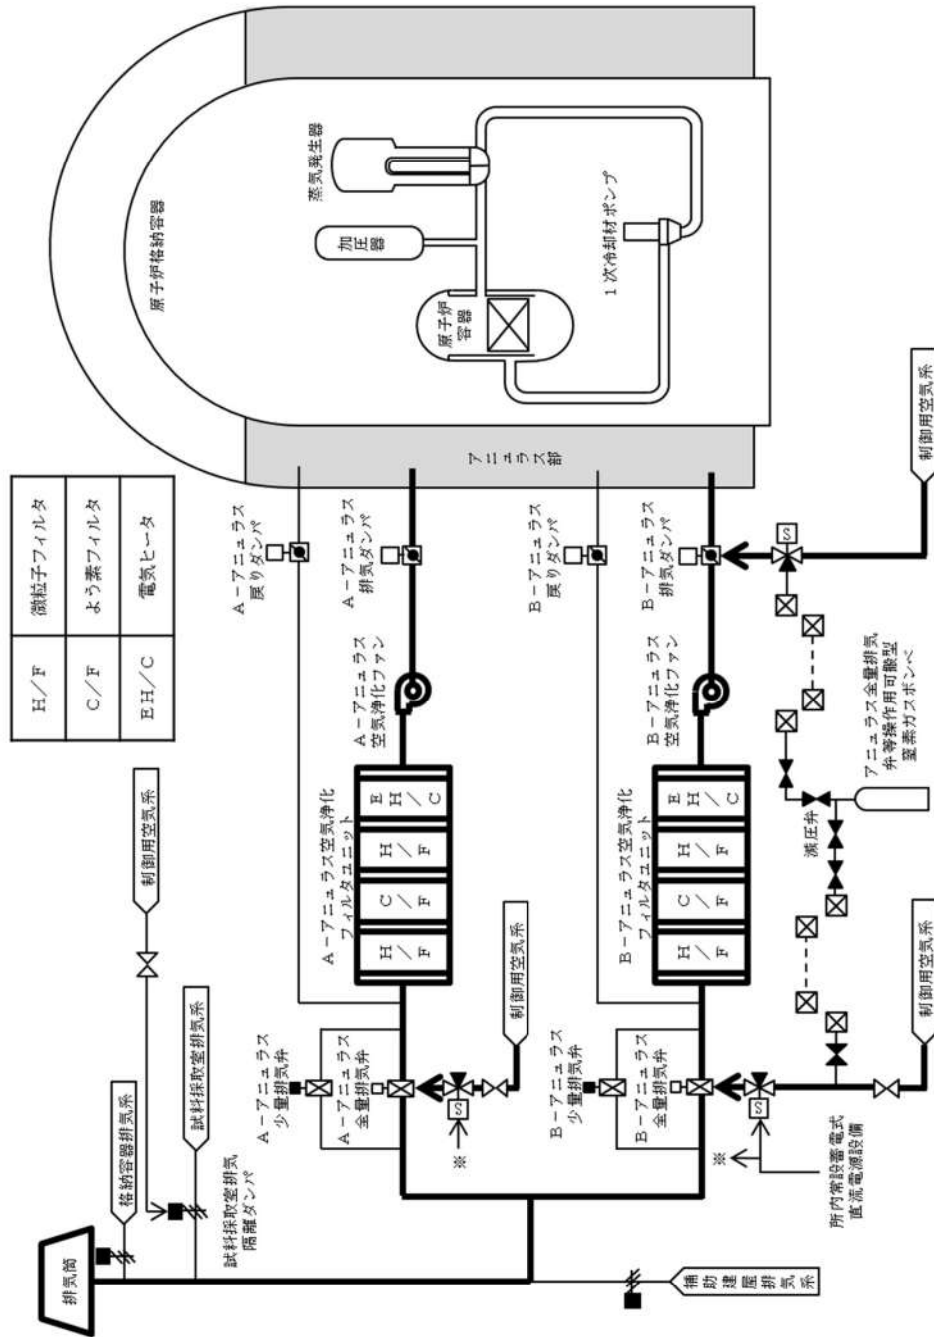 H/F 微粒子フィルタ
C/F よう素フィルタ
EH/C 電気ヒータ
原子炉格納容器
蒸気発生器
加圧器
原子炉
容器
1次冷却材ポンプ
アニュラス部
A-アニュラス
戻りダンパ
A-アニュラス
排気ダンパ
B-アニュラス
戻りダンパ
B-アニュラス
排気ダンパ
A-アニュラス
空気浄化ファン
B-アニュラス
空気浄化ファン
A-アニュラス空気浄化
フィルタユニット
H/F
C/F
H/F
EH/C
B-アニュラス空気浄化
フィルタユニット
H/F
C/F
H/F
EH/C
A-アニュラス
少量排気弁
A-アニュラス
全量排気弁
B-アニュラス
少量排気弁
B-アニュラス
全量排気弁
制御用空気系
制御用空気系
制御用空気系
制御用空気系
S
S
S
※
※
所内常設蓄電式
直流電源設備
減圧弁
アニュラス全量排気
弁等操作用可搬型
窒素ガスボンベ
排気筒
格納容器排気系
試料採取室排気系
試料採取室排気
隔離ダンパ
補助建屋排気系